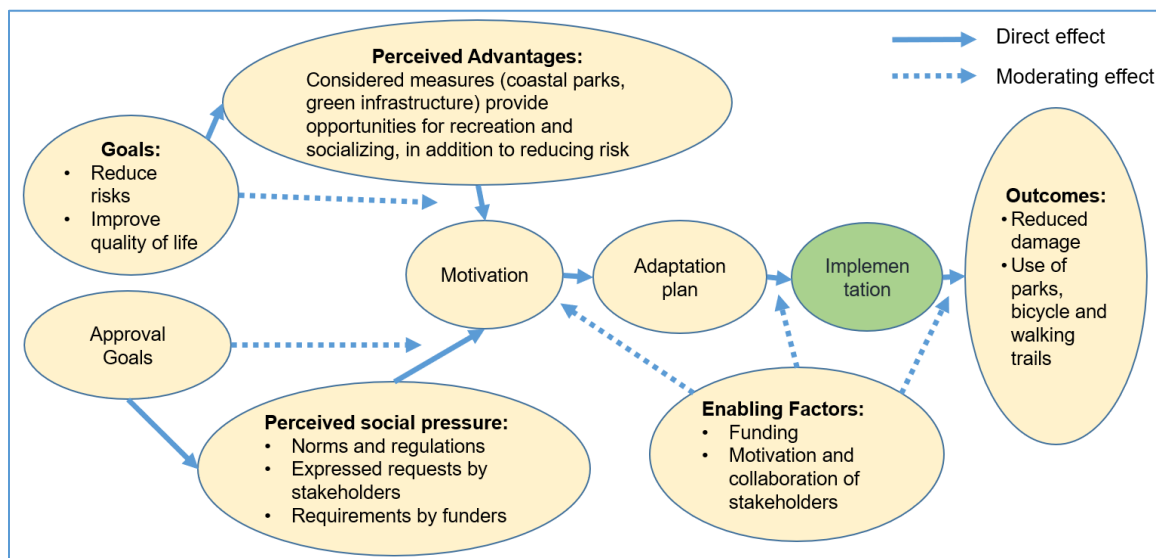 Perceived Advantages:
Considered measures (coastal parks,
green infrastructure) provide
opportunities for recreation and
socializing, in addition to reducing risk
Direct effect
Moderating effect
Goals:
• Reduce
risks
• Improve
quality of life
Motivation
Adaptation
plan
Implemen
tation
Outcomes:
• Reduced
damage
• Use of
parks,
bicycle and
walking
trails
Approval
Goals
Perceived social pressure:
• Norms and regulations
• Expressed requests by
stakeholders
• Requirements by funders
Enabling Factors:
• Funding
• Motivation and
collaboration of
stakeholders